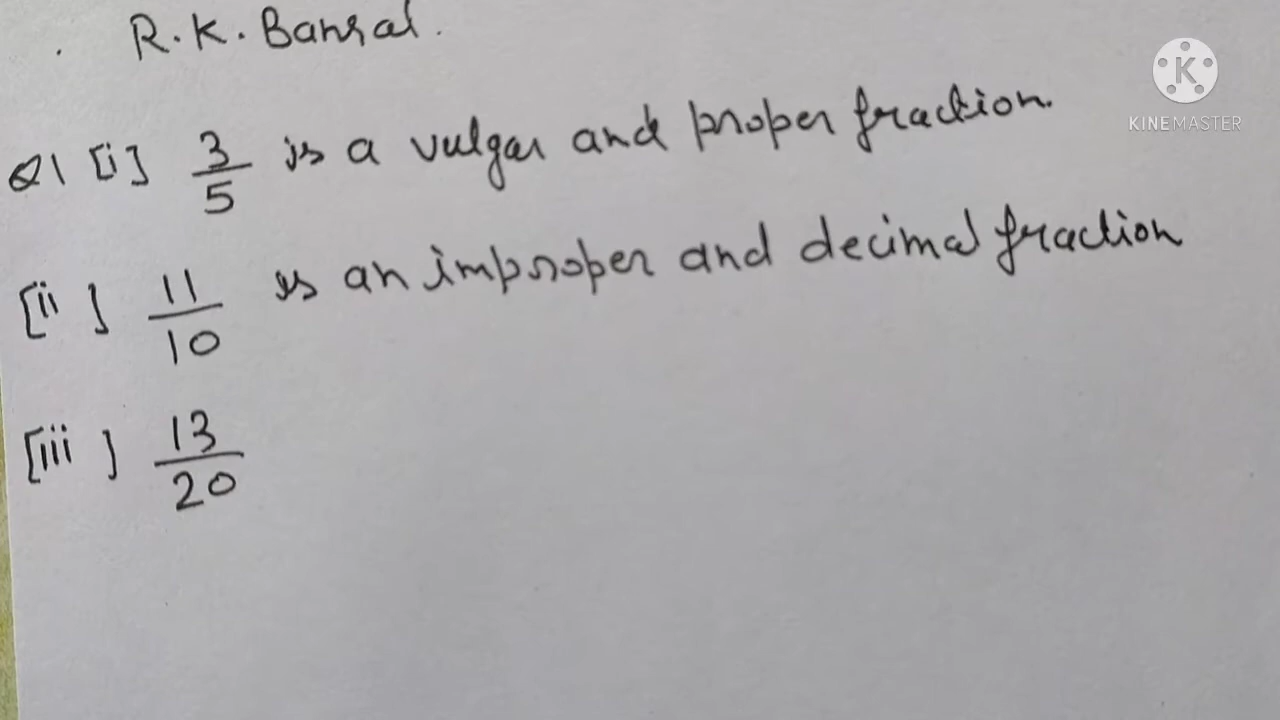 R.K. Bansal.
K
KINEMASTER
Q1 [i] 3/5 is a vulgar and proper fraction.
[ii] 11/10 is an improper and decimal fraction
[iii] 13/20